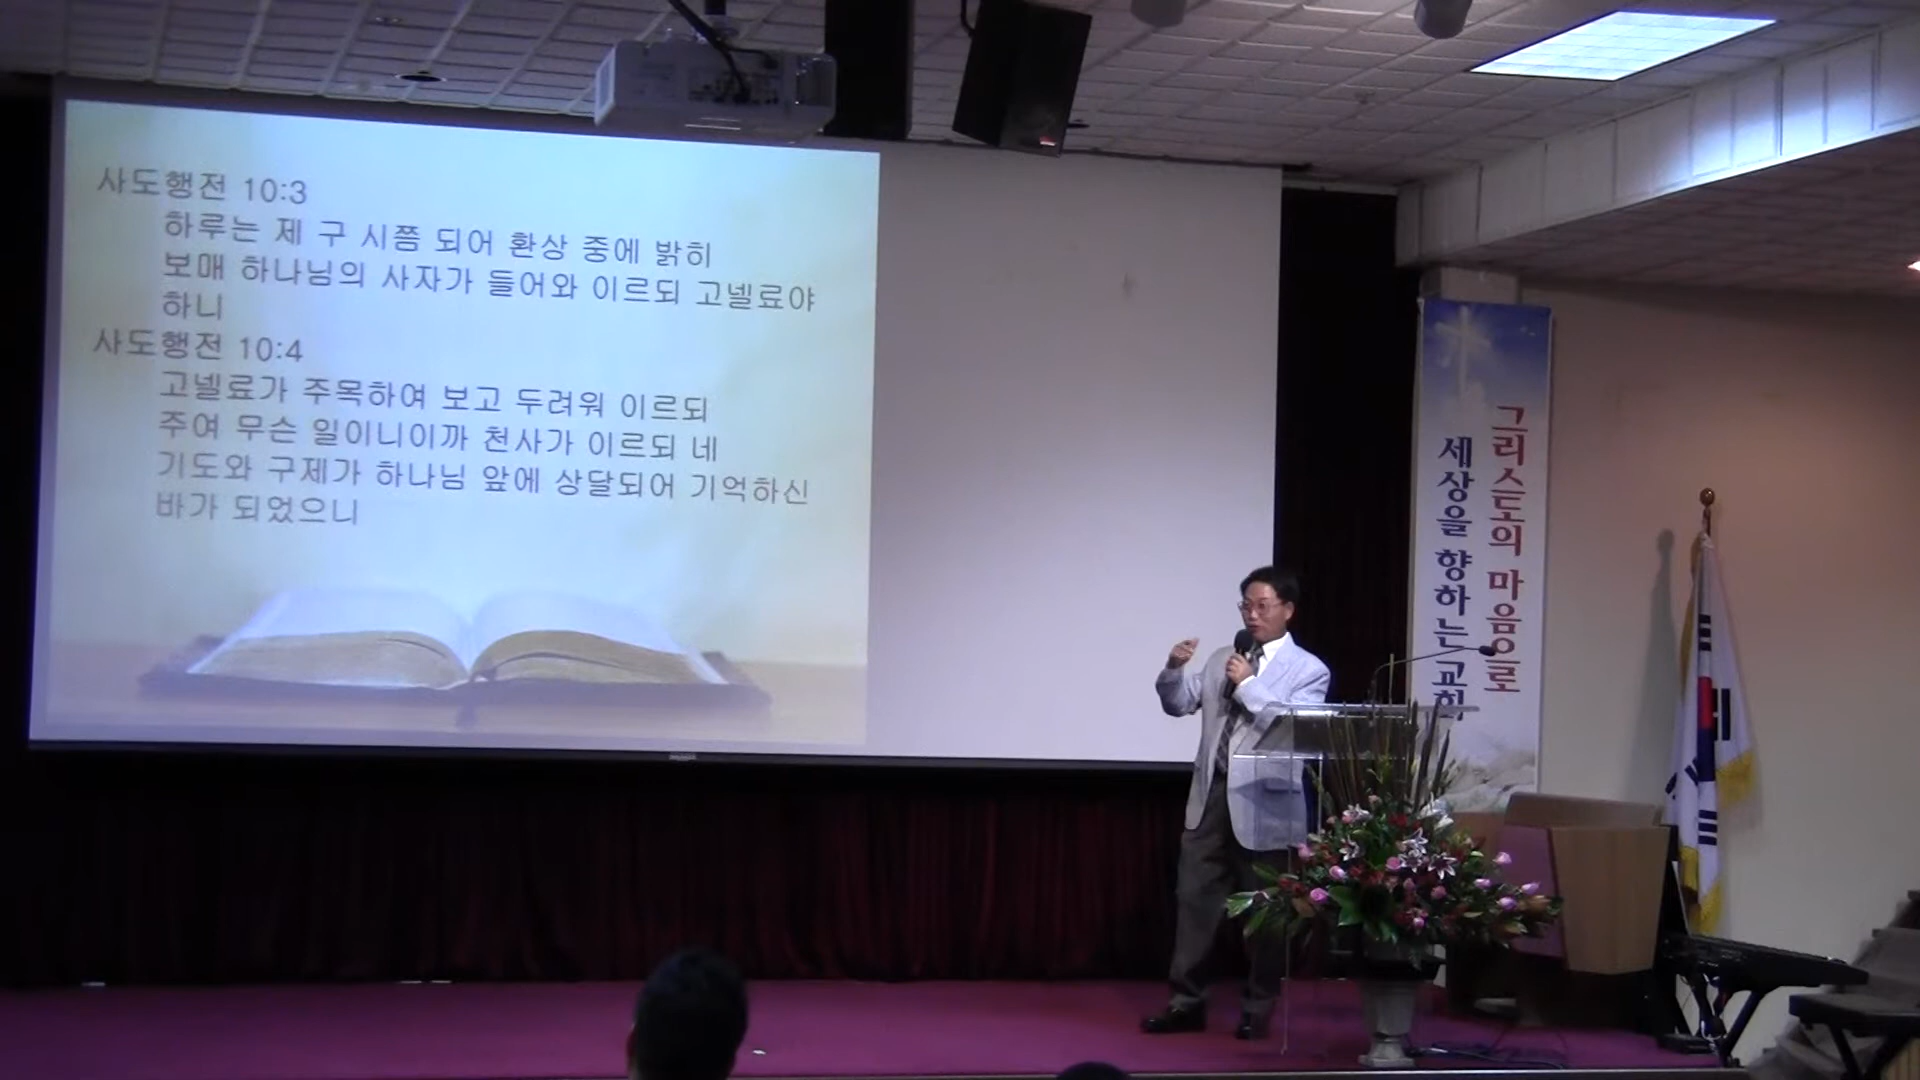 사도행전 10:3
하루는 제 구 시쯤 되어 환상 중에 밝히
보매 하나님의 사자가 들어와 이르되 고넬료야
하니
사도행전 10:4
고넬료가 주목하여 보고 두려워 이르되
주여 무슨 일이니이까 천사가 이르되 네
기도와 구제가 하나님 앞에 상달되어 기억하신
바가 되었으니
그리스도의 마음으로
세상을 향하는 교회